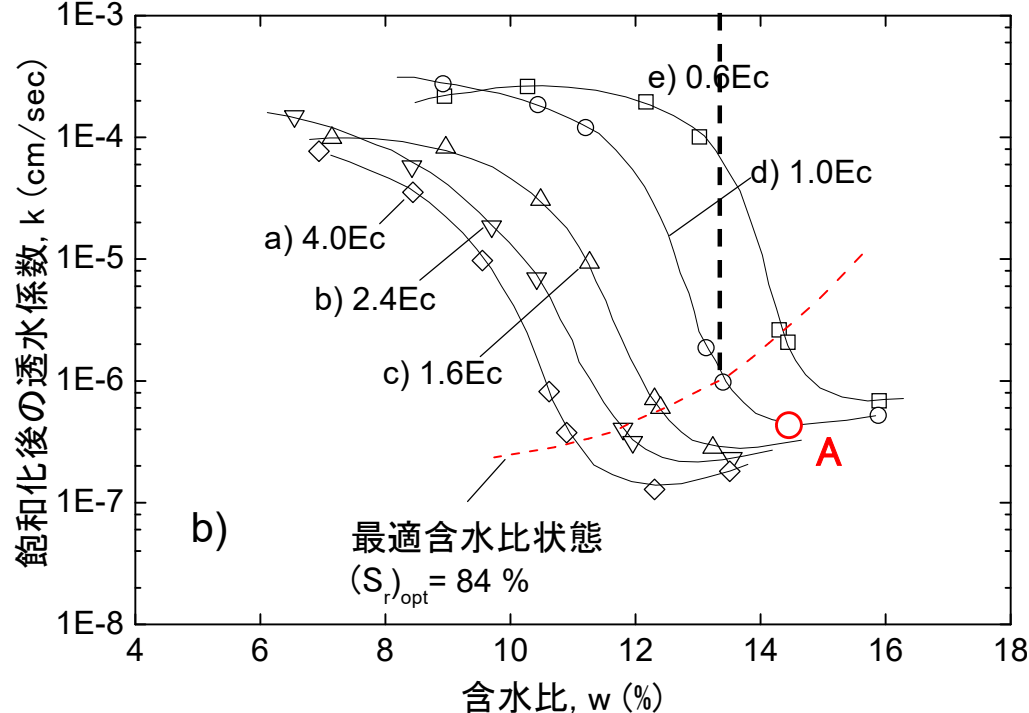 飽和化後の透水係数, k (cm/sec)
1E-3
1E-4
1E-5
1E-6
1E-7
1E-8
e) 0.6Ec
d) 1.0Ec
a) 4.0Ec
b) 2.4Ec
c) 1.6Ec
A
b)
最適含水比状態
(Sr)opt= 84 %
4 6 8 10 12 14 16 18
含水比, w (%)